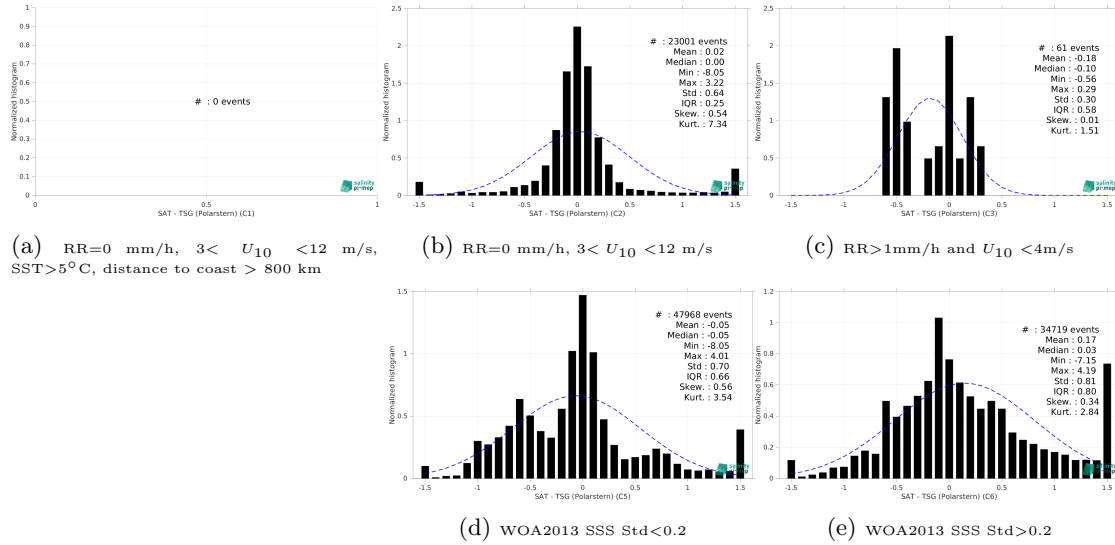 1
0.9
0.8
0.7
0.6
0.5
0.4
0.3
0.2
0.1
0
Normalized histogram
# : 0 events
0 0.5 1
SAT - TSG (Polarstern) (C1)
salinity
pi-mep
(a) RR=0 mm/h, 3< U10 <12 m/s,
SST>5°C, distance to coast > 800 km
2.5
2
1.5
1
0.5
0
Normalized histogram
# : 23001 events
Mean : 0.02
Median : 0.00
Min : -8.05
Max : 3.22
Std : 0.64
IQR : 0.25
Skew. : 0.54
Kurt. : 7.34
-1.5 -1 -0.5 0 0.5 1 1.5
SAT - TSG (Polarstern) (C2)
salinity
pi-mep
(b) RR=0 mm/h, 3< U10 <12 m/s
2.5
2
1.5
1
0.5
0
Normalized histogram
# : 61 events
Mean : -0.18
Median : -0.10
Min : -0.56
Max : 0.29
Std : 0.30
IQR : 0.58
Skew. : 0.01
Kurt. : 1.51
-1.5 -1 -0.5 0 0.5 1 1.5
SAT - TSG (Polarstern) (C3)
salinity
pi-mep
(c) RR>1mm/h and U10 <4m/s
1.5
1
0.5
0
Normalized histogram
# : 47968 events
Mean : -0.05
Median : -0.05
Min : -8.05
Max : 4.01
Std : 0.70
IQR : 0.66
Skew. : 0.56
Kurt. : 3.54
-1.5 -1 -0.5 0 0.5 1 1.5
SAT - TSG (Polarstern) (C5)
salinity
pi-mep
(d) WOA2013 SSS Std<0.2
1.2
1
0.8
0.6
0.4
0.2
0
Normalized histogram
# : 34719 events
Mean : 0.17
Median : 0.03
Min : -7.15
Max : 4.19
Std : 0.81
IQR : 0.80
Skew. : 0.34
Kurt. : 2.84
-1.5 -1 -0.5 0 0.5 1 1.5
SAT - TSG (Polarstern) (C6)
salinity
pi-mep
(e) WOA2013 SSS Std>0.2